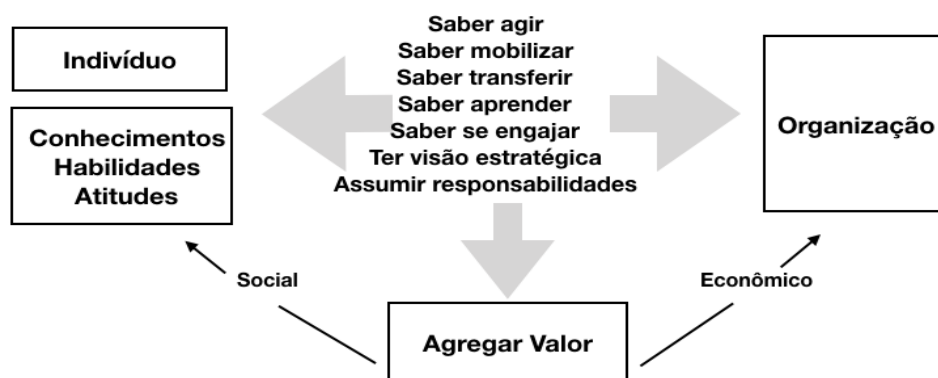 Indivíduo
Conhecimentos
Habilidades
Atitudes
Saber agir
Saber mobilizar
Saber transferir
Saber aprender
Saber se engajar
Ter visão estratégica
Assumir responsabilidades
Organização
Social
Econômico
Agregar Valor